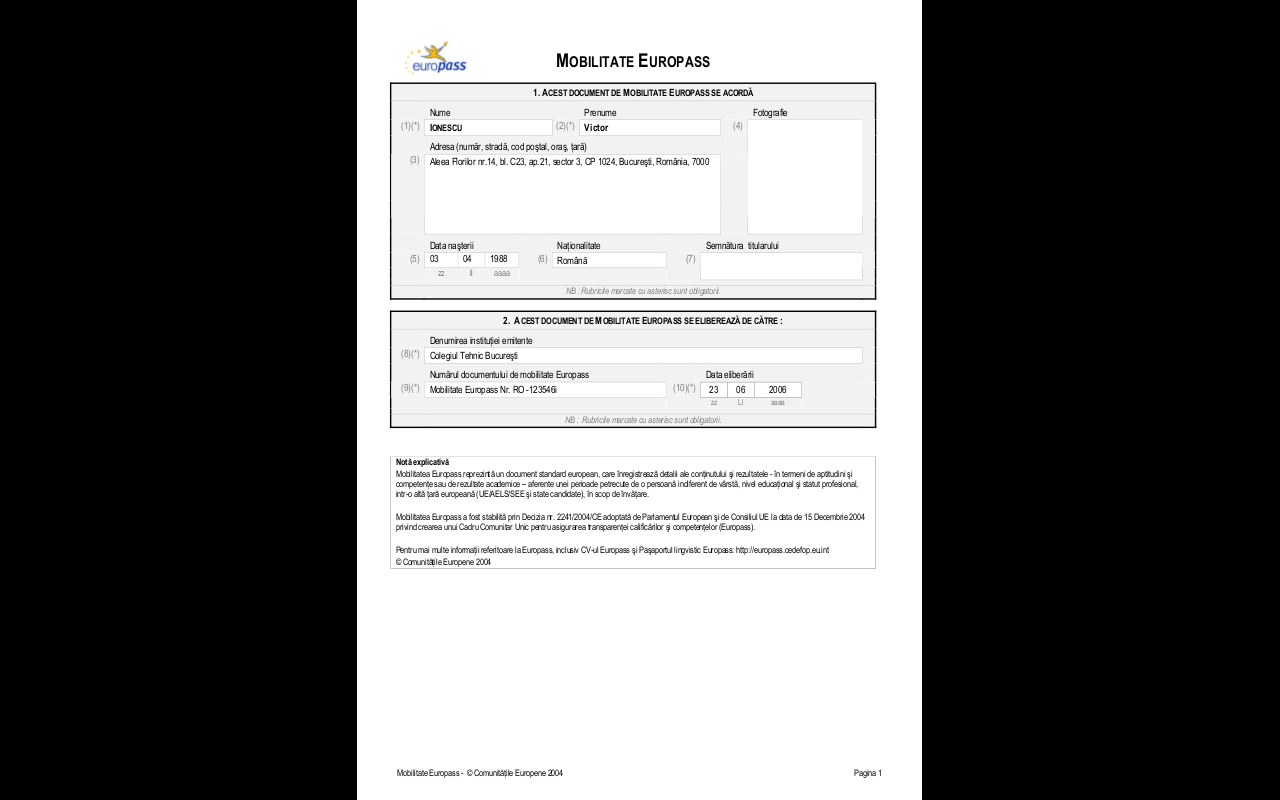 europass
MOBILITATE EUROPASS
1. ACEST DOCUMENT DE MOBILITATE EUROPASS SE ACORDĂ
Nume Prenume Fotografie
(1)(*) IONESCU (2)(*) Victor (4)
Adresa (număr, stradă, cod poştal, oraş, ţară)
(3) Aleea Florilor nr.14, bl. C23, ap.21, sector 3, CP 1024, Bucureşti, România, 7000
Data naşterii Naţionalitate Semnătura titularului
(5) 03 04 1988 (6) Română (7)
zz ll aaaa
NB : Rubricile marcate cu asterisc sunt obligatorii.
2. ACEST DOCUMENT DE MOBILITATE EUROPASS SE ELIBEREAZĂ DE CĂTRE :
Denumirea instituţiei emitente
(8)(*) Colegiul Tehnic Bucureşti
Numărul documentului de mobilitate Europass Data eliberării
(9)(*) Mobilitate Europass Nr. RO -123546i (10)(*) 23 06 2006
zz Ll aaaa
NB : Rubricile marcate cu asterisc sunt obligatorii.
Notă explicativă
Mobilitatea Europass reprezintă un document standard european, care înregistrează detalii ale conţinutului şi rezultatele - în termeni de aptitudini şi
competenţe sau de rezultate academice – aferente unei perioade petrecute de o persoană indiferent de vârstă, nivel educaţional şi statut profesional,
intr-o altă ţară europeană (UE/AELS/SEE şi state candidate), în scop de învăţare.
Mobilitatea Europass a fost stabilită prin Decizia nr. 2241/2004/CE adoptată de Parlamentul European şi de Consiliul UE la data de 15 Decembrie 2004
privind crearea unui Cadru Comunitar Unic pentru asigurarea transparenţei calificărilor şi competenţelor (Europass).
Pentru mai multe informaţii referitoare la Europass, inclusiv CV-ul Europass şi Paşaportul lingvistic Europass: http://europass.cedefop.eu.int
© Comunităţile Europene 2004
Mobilitate Europass - © Comunităţile Europene 2004 Pagina 1